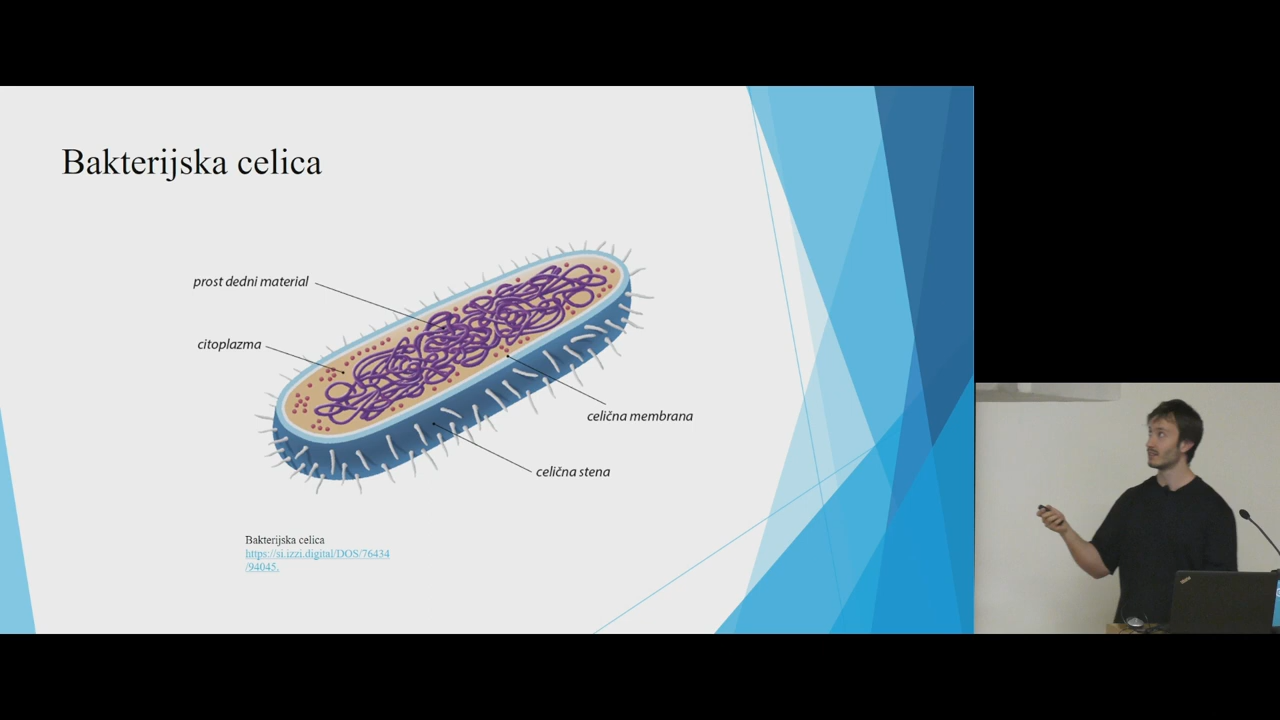 Bakterijska celica
prost dedni material
citoplazma
celična membrana
celična stena
Bakterijska celica
https://si.izzi.digital/DOS/76434
/94045.